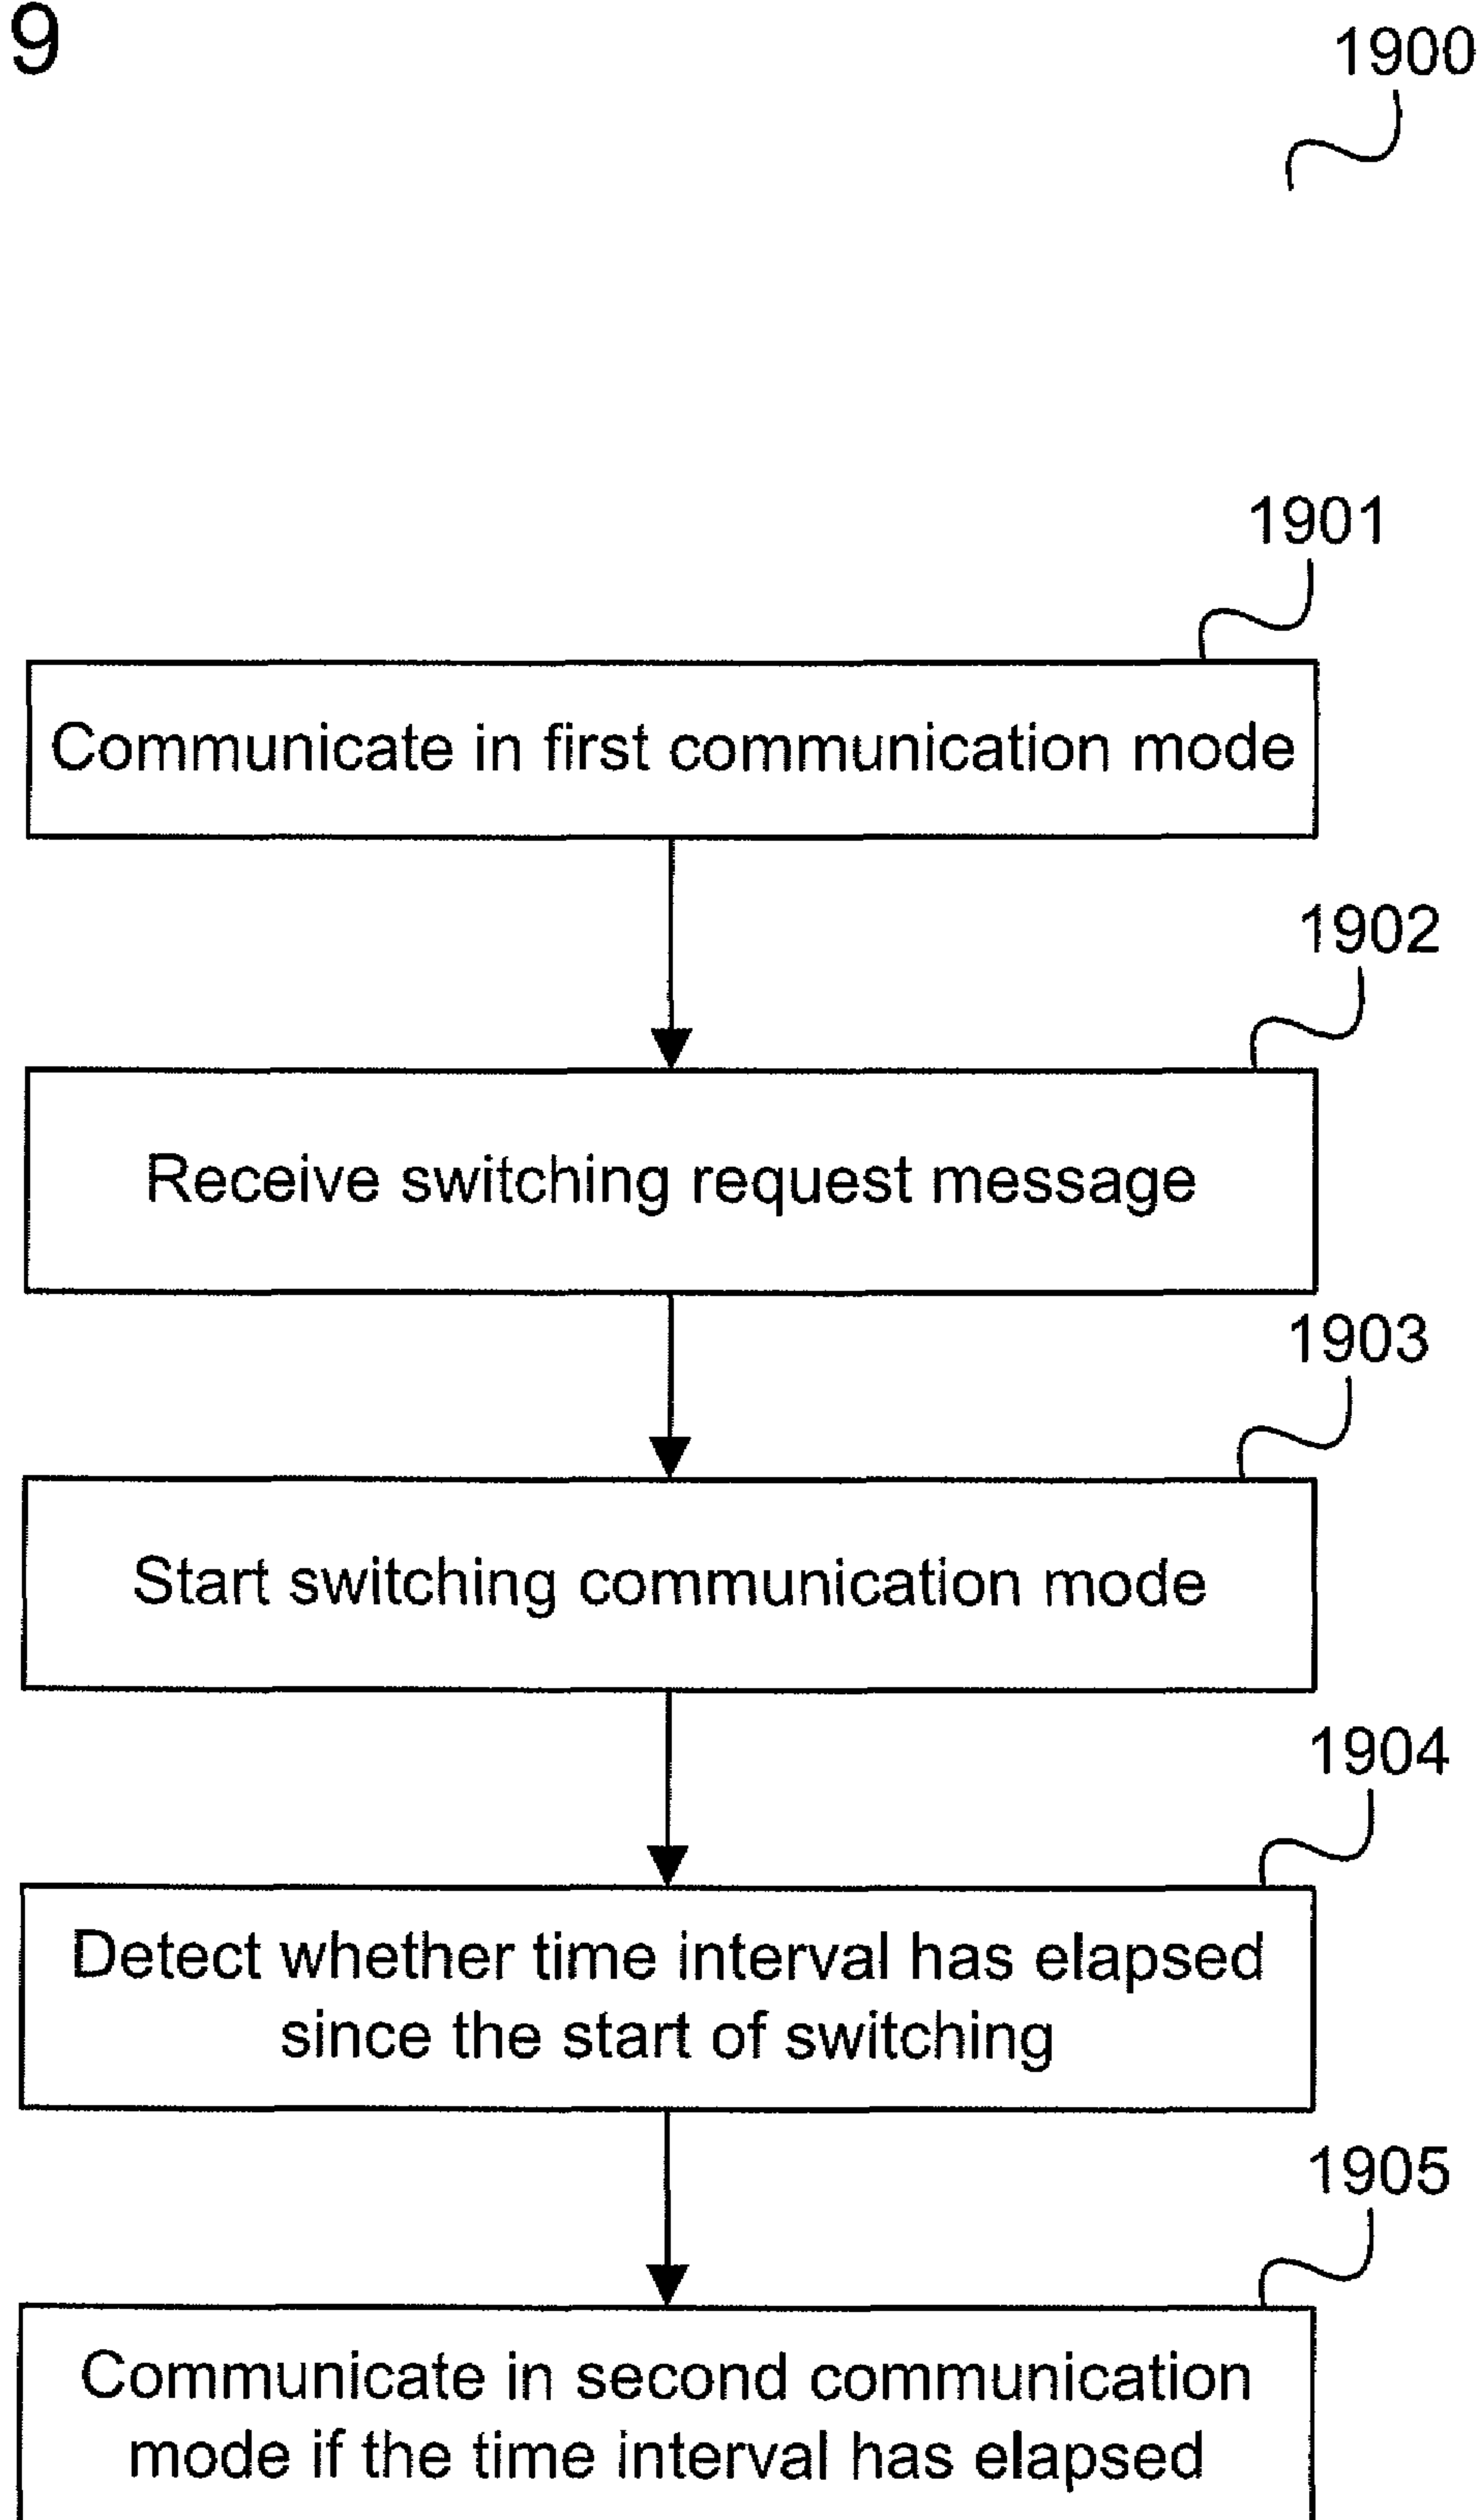 9
1900
1901
Communicate in first communication mode
1902
Receive switching request message
1903
Start switching communication mode
1904
Detect whether time interval has elapsed
since the start of switching
1905
Communicate in second communication
mode if the time interval has elapsed